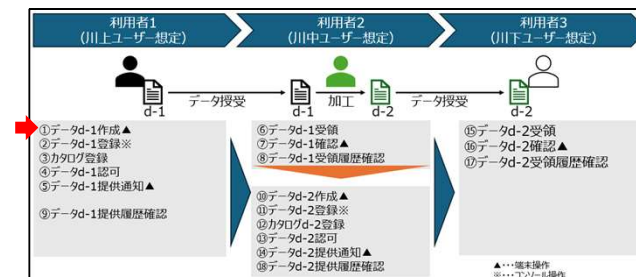 利用者1
(川上ユーザー想定)
利用者2
(川中ユーザー想定)
利用者3
(川下ユーザー想定)
d-1
データ授受
d-1
加工
d-2
データ授受
d-2
①データd-1作成▲
②データd-1登録※
③カタログ登録
④データd-1認可
⑤データd-1提供通知▲
⑨データd-1提供履歴確認
⑥データd-1受領
⑦データd-1確認▲
⑧データd-1受領履歴確認
⑩データd-2作成▲
⑪データd-2登録※
⑫カタログd-2登録
⑬データd-2認可
⑭データd-2提供通知▲
⑱データd-2提供履歴確認
⑮データd-2受領
⑯データd-2確認▲
⑰データd-2受領履歴確認
▲・・・端末操作
※・・・コンソール操作